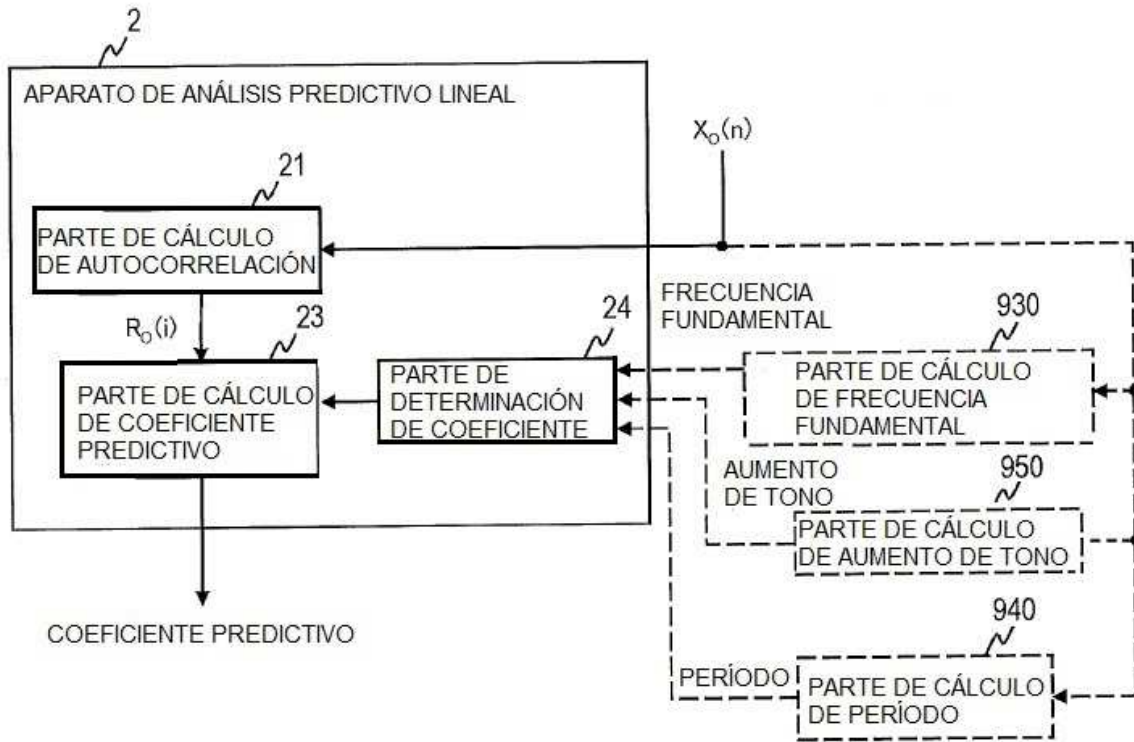 2
APARATO DE ANÁLISIS PREDICTIVO LINEAL
X_O(n)
21
PARTE DE CÁLCULO
DE AUTOCORRELACIÓN
FRECUENCIA
FUNDAMENTAL
R_O(i)
23
24
930
PARTE DE CÁLCULO
DE COEFICIENTE
PREDICTIVO
PARTE DE
DETERMINACIÓN
DE COEFICIENTE
PARTE DE CÁLCULO
DE FRECUENCIA
FUNDAMENTAL
AUMENTO
DE TONO
950
PARTE DE CÁLCULO
DE AUMENTO DE TONO
940
COEFICIENTE PREDICTIVO
PERÍODO
PARTE DE CÁLCULO
DE PERÍODO